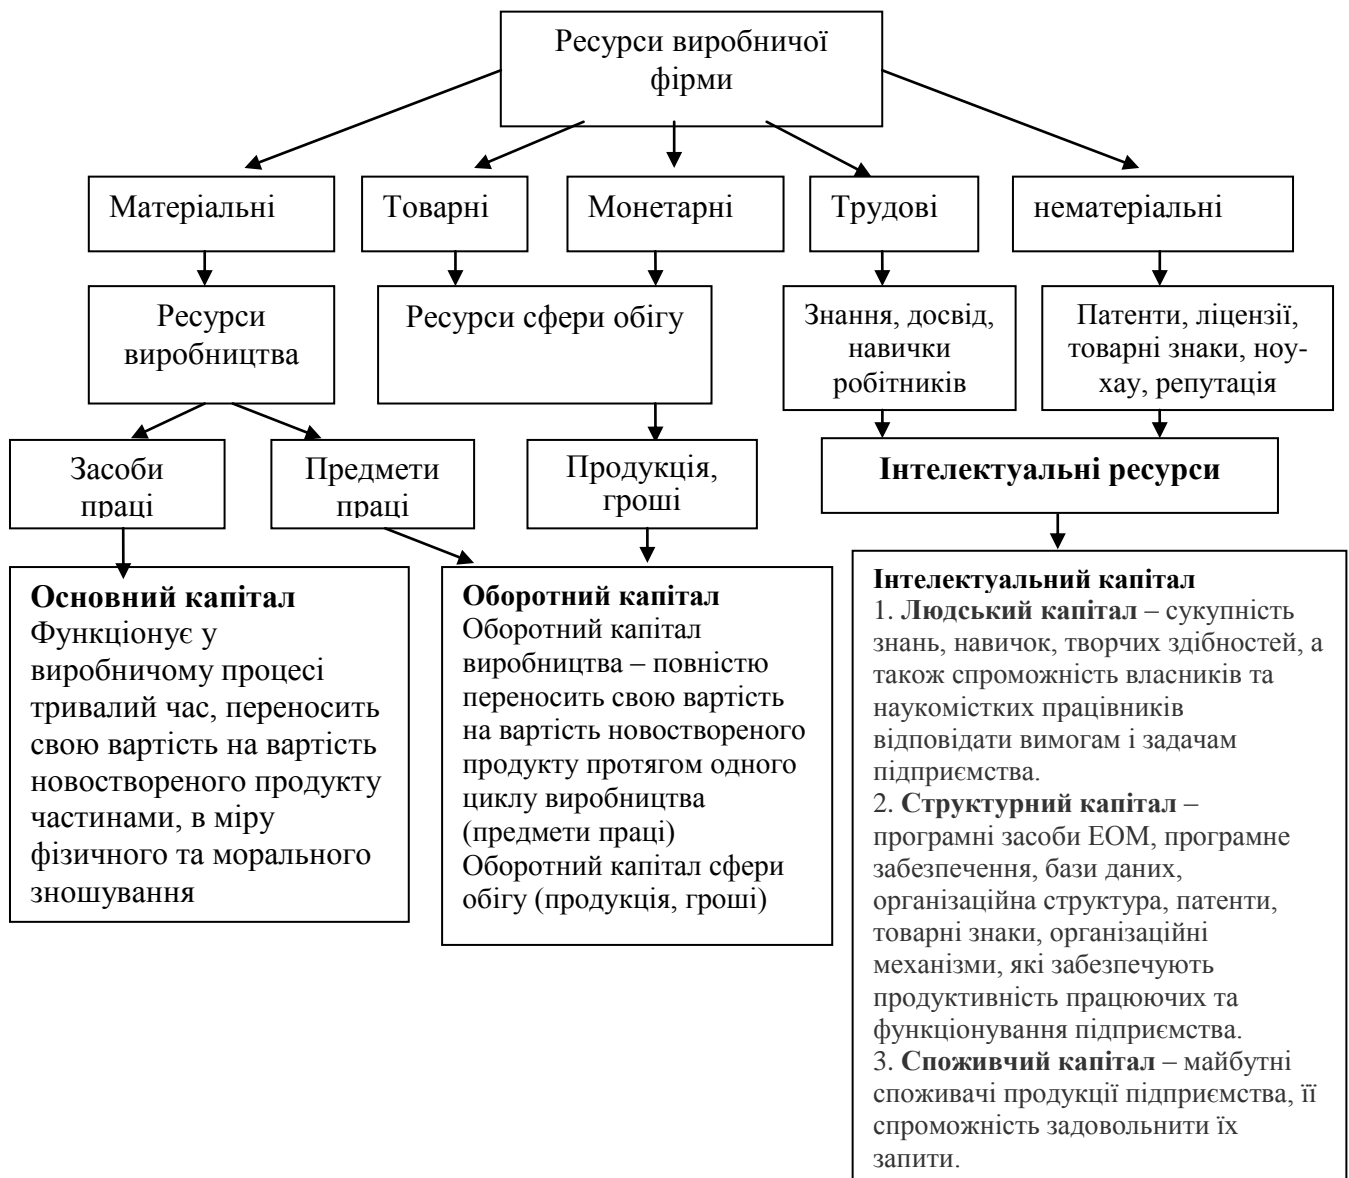 Ресурси виробничої
фірми
Матеріальні
Товарні
Монетарні
Трудові
нематеріальні
Ресурси
виробництва
Ресурси сфери обігу
Знання, досвід,
навички
робітників
Патенти, ліцензії,
товарні знаки, ноу-
хау, репутація
Засоби
праці
Предмети
праці
Продукція,
гроші
Інтелектуальні ресурси
Основний капітал
Функціонує у
виробничому процесі
тривалий час, переносить
свою вартість на вартість
новоствореного продукту
частинами, в міру
фізичного та морального
зношування
Оборотний капітал
Оборотний капітал
виробництва – повністю
переносить свою вартість
на вартість новоствореного
продукту протягом одного
циклу виробництва
(предмети праці)
Оборотний капітал сфери
обігу (продукція, гроші)
Інтелектуальний капітал
1. Людський капітал – сукупність
знань, навичок, творчих здібностей, а
також спроможність власників та
наукомістких працівників
відповідати вимогам і задачам
підприємства.
2. Структурний капітал –
програмні засоби ЕОМ, програмне
забезпечення, бази даних,
організаційна структура, патенти,
товарні знаки, організаційні
механізми, які забезпечують
продуктивність працюючих та
функціонування підприємства.
3. Споживчий капітал – майбутні
споживачі продукції підприємства, її
спроможність задовольнити їх
запити.